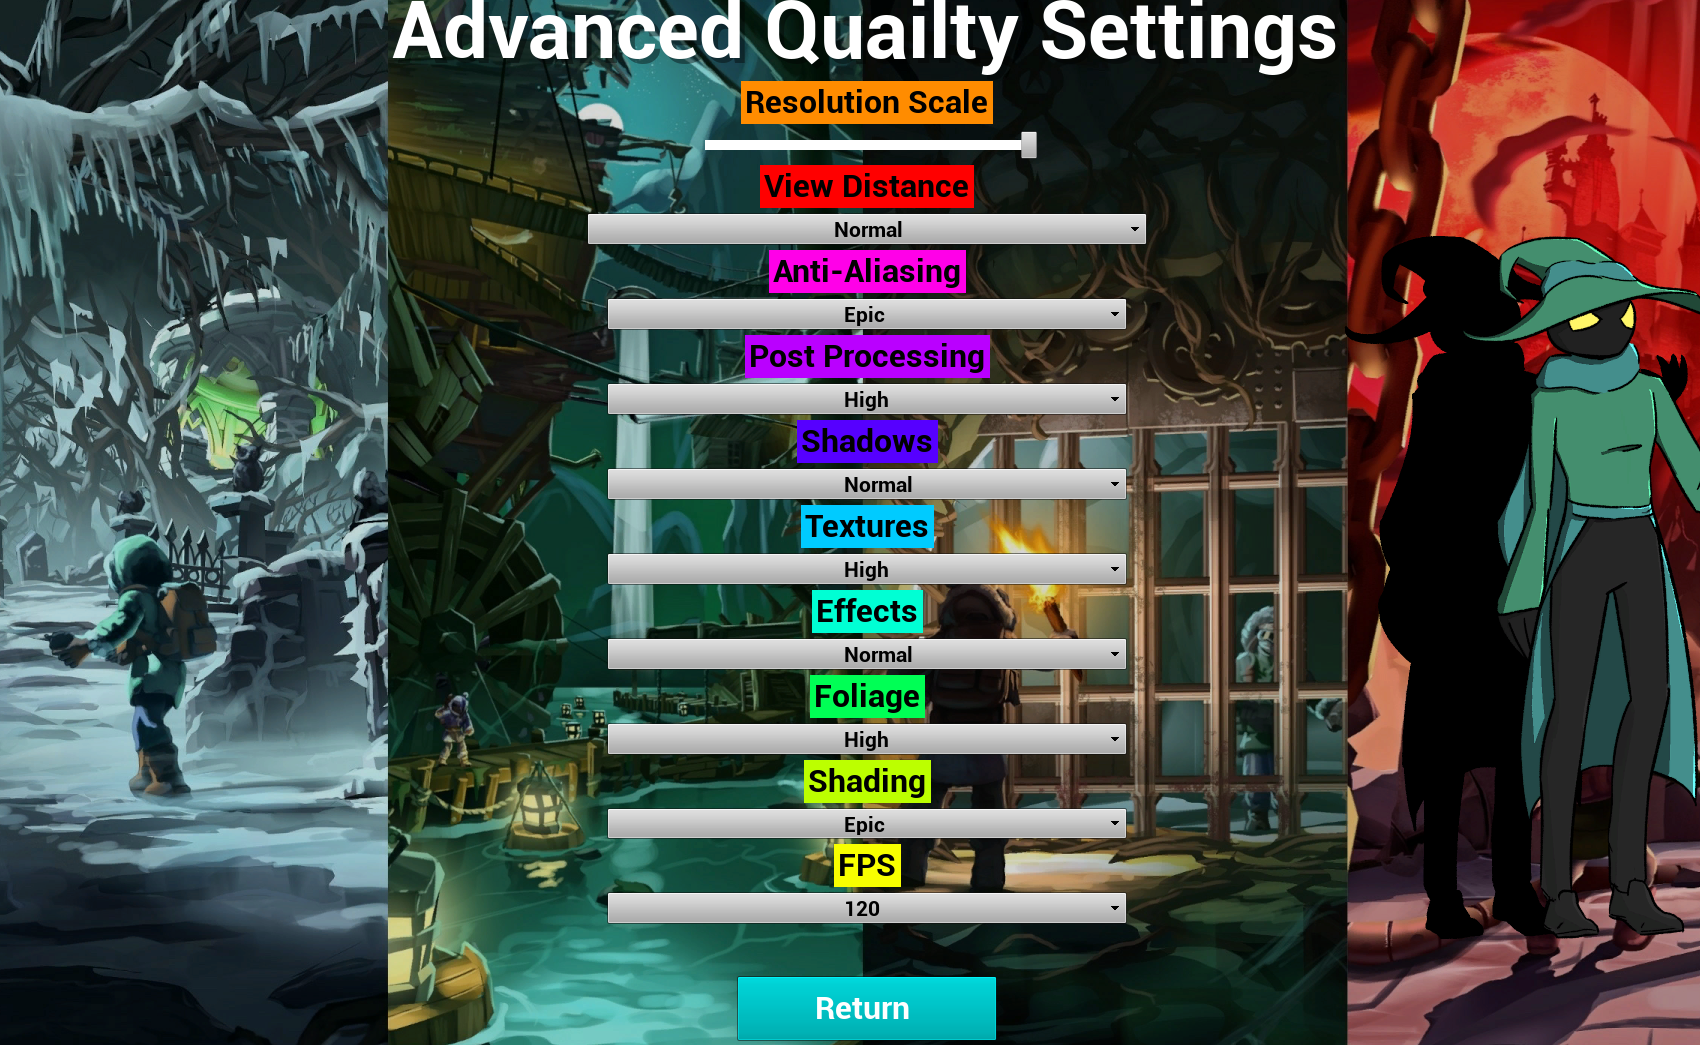 Advanced Quailty Settings
Resolution Scale
View Distance
Normal
Anti-Aliasing
Epic
Post Processing
High
Shadows
Normal
Textures
High
Effects
Normal
Foliage
High
Shading
Epic
FPS
120
Return